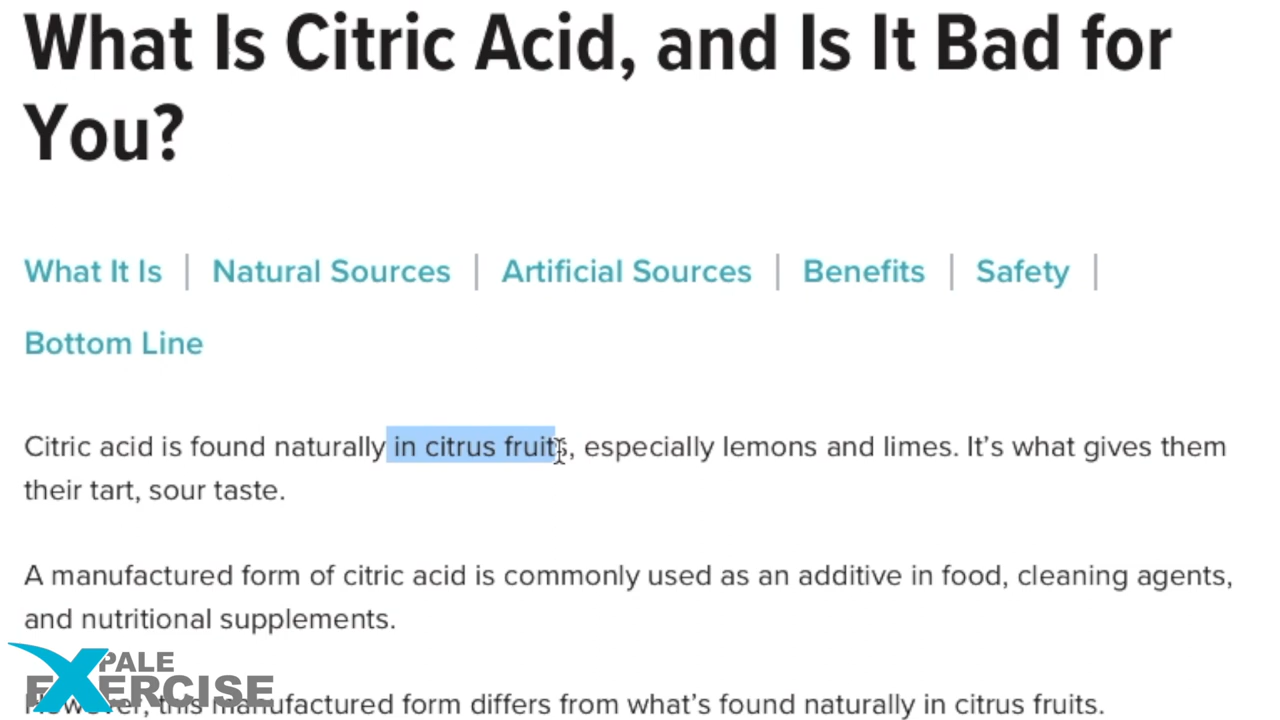 What Is Citric Acid, and Is It Bad for
You?
What It Is | Natural Sources | Artificial Sources | Benefits | Safety |
Bottom Line
Citric acid is found naturally in citrus fruits, especially lemons and limes. It’s what gives them
their tart, sour taste.
A manufactured form of citric acid is commonly used as an additive in food, cleaning agents,
and nutritional supplements.
PALE
EXERCISE
However, this manufactured form differs from what’s found naturally in citrus fruits.